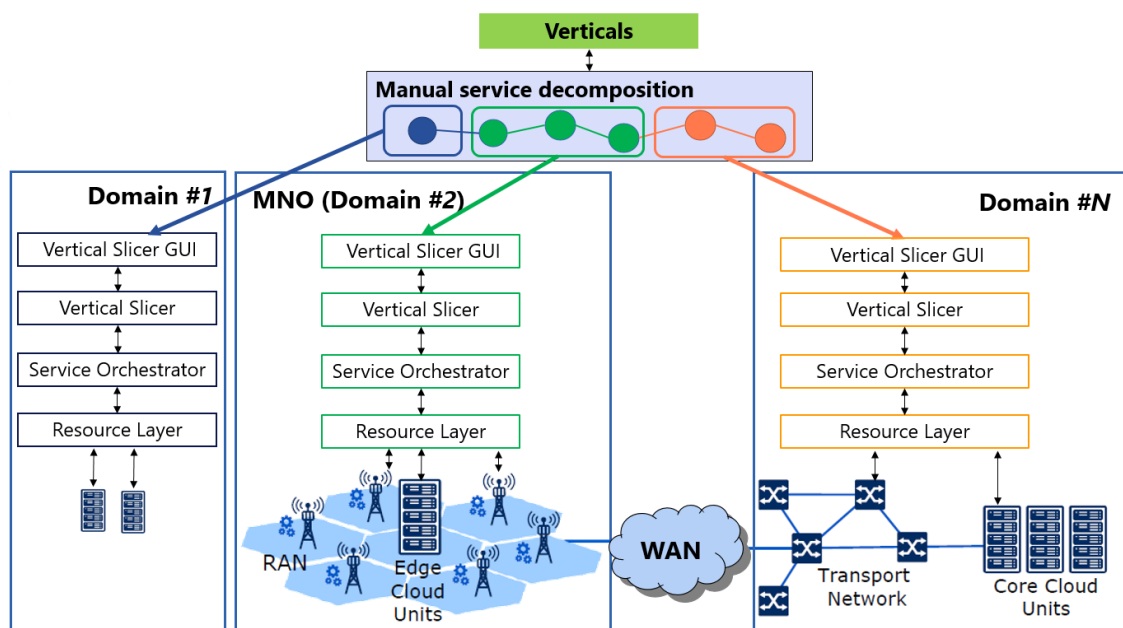 Verticals
Manual service decomposition
Domain #1
Vertical Slicer GUI
Vertical Slicer
Service Orchestrator
Resource Layer
MNO (Domain #2)
Vertical Slicer GUI
Vertical Slicer
Service Orchestrator
Resource Layer
RAN
Edge
Cloud
Units
WAN
Domain #N
Vertical Slicer GUI
Vertical Slicer
Service Orchestrator
Resource Layer
Transport
Network
Core Cloud
Units